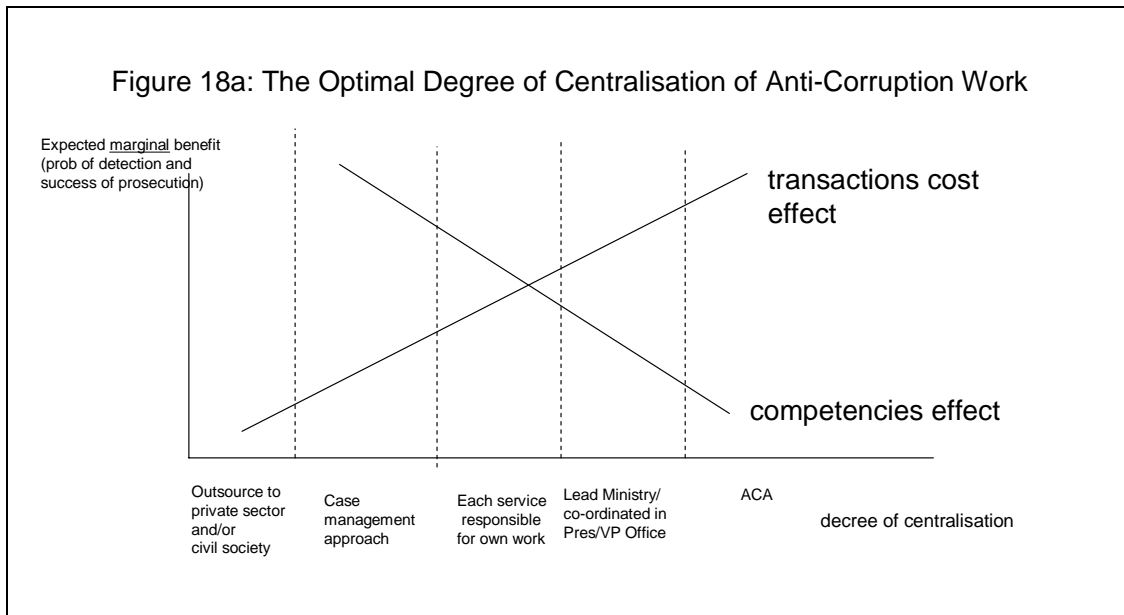 Figure 18a: The Optimal Degree of Centralisation of Anti-Corruption Work
Expected marginal benefit
(prob of detection and
success of prosecution)
transactions cost
effect
competencies effect
Outsource to
private sector
and/or
civil society
Case
management
approach
Each service
responsible
for own work
Lead Ministry/
co-ordinated in
Pres/VP Office
ACA
decree of centralisation